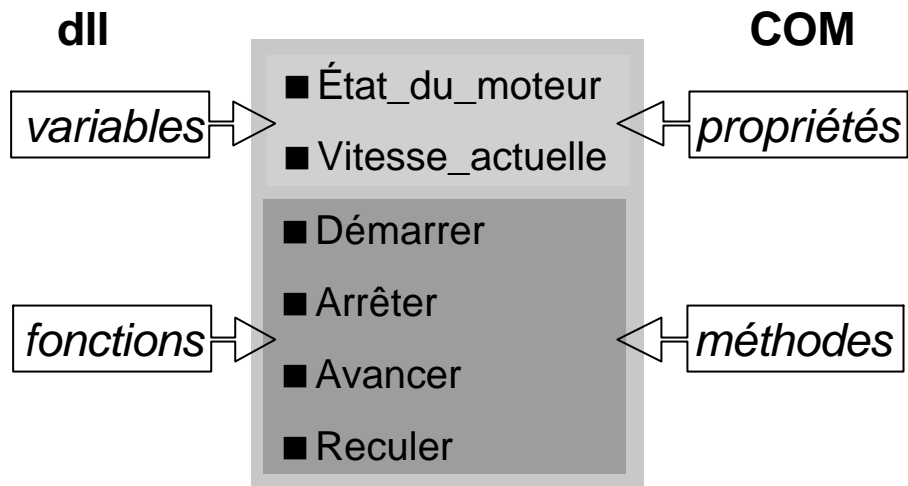 dll
COM
■ État_du_moteur
variables
propriétés
■ Vitesse_actuelle
■ Démarrer
■ Arrêter
fonctions
méthodes
■ Avancer
■ Reculer